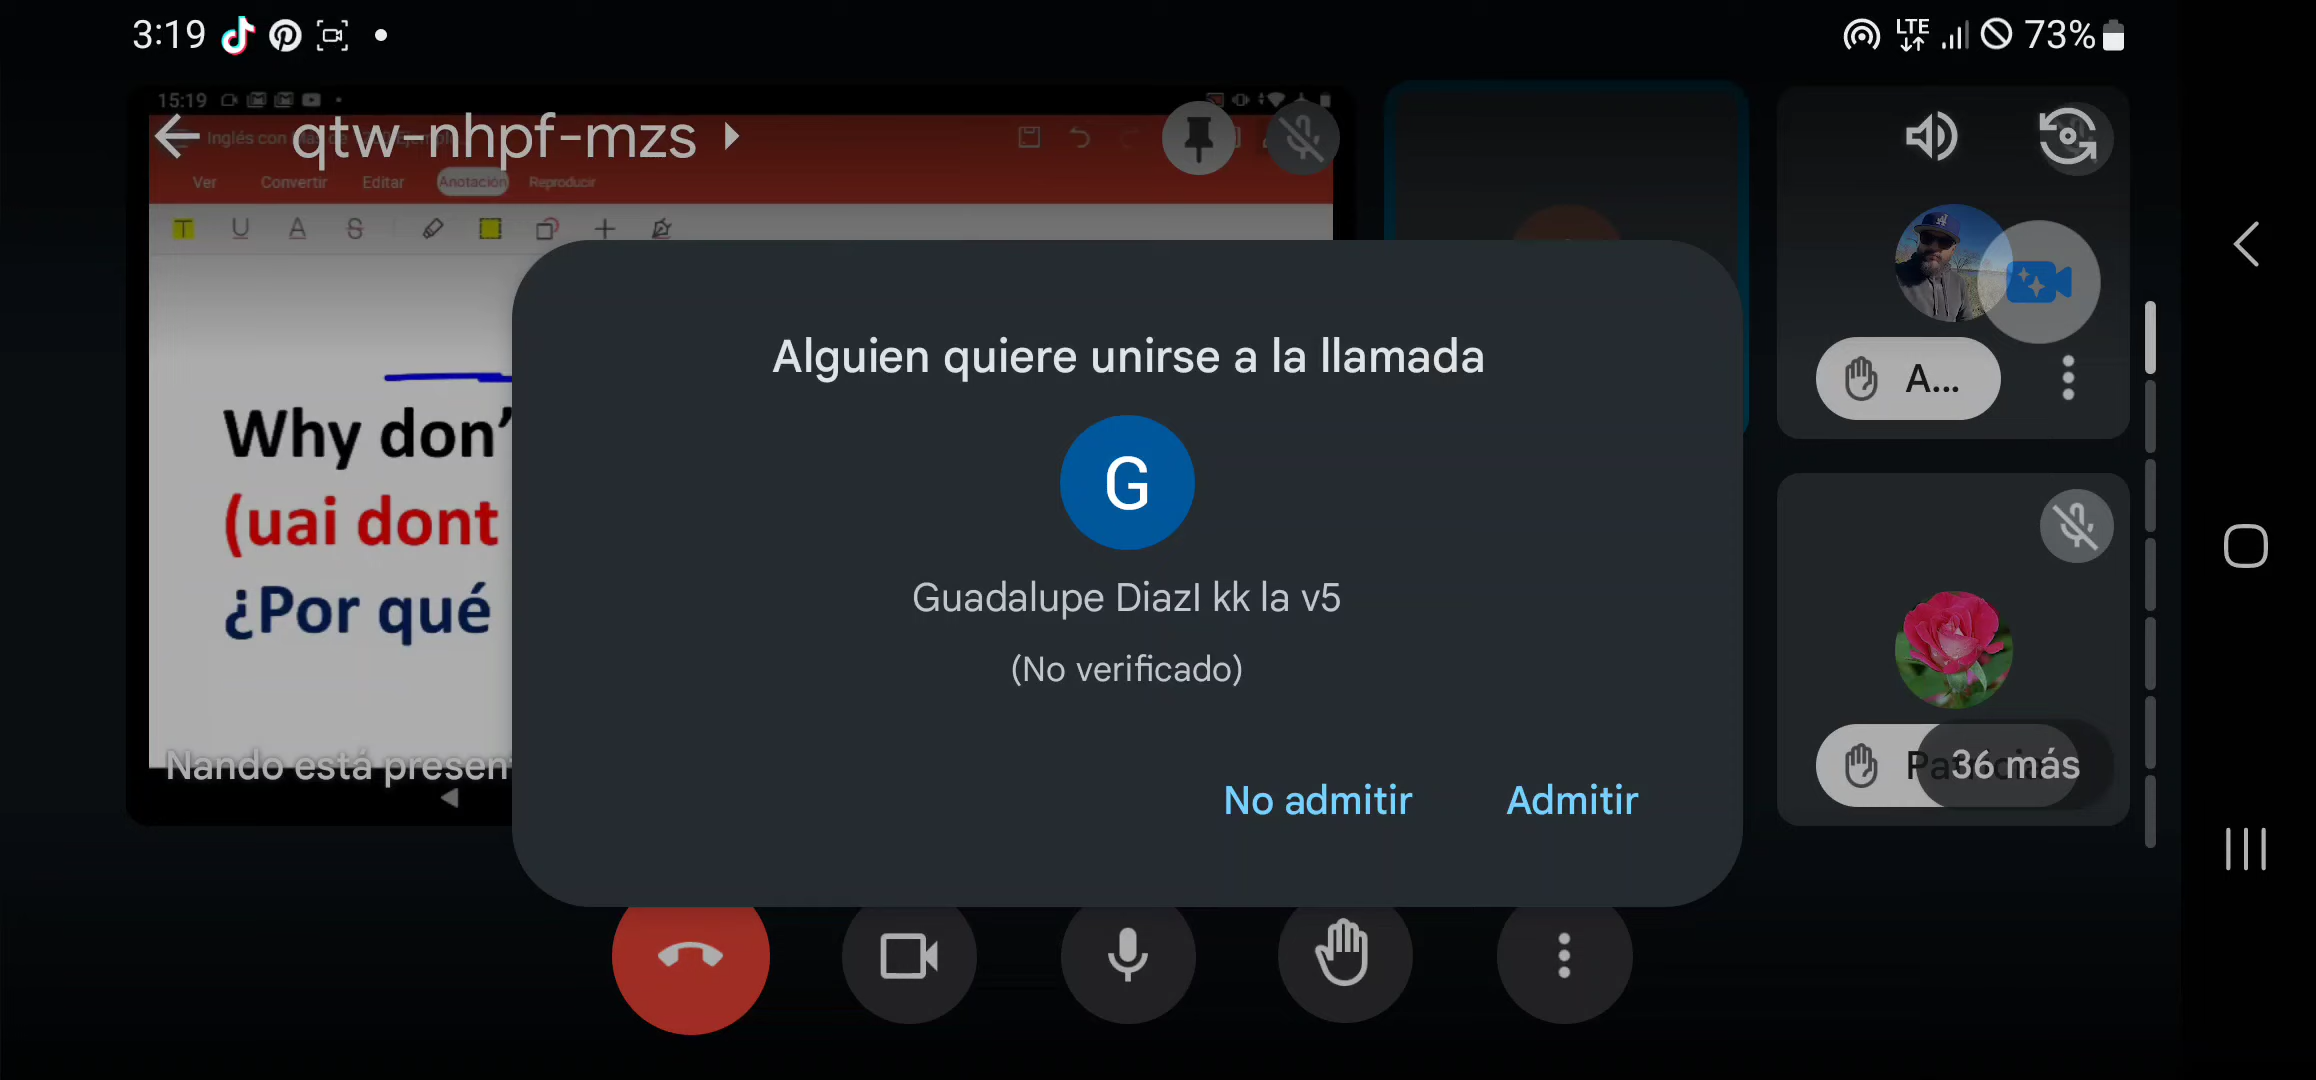 3:19
LTE
73%
15:19
qtw-nhpf-mzs
Inglés con
Ver Convertir Editar Anotación Reproducir
T U A S
Alguien quiere unirse a la llamada
G
Why don'
Guadalupe Diazl kk la v5
(uai dont
(No verificado)
¿Por qué
Nando está presen
No admitir Admitir
A...
36 más